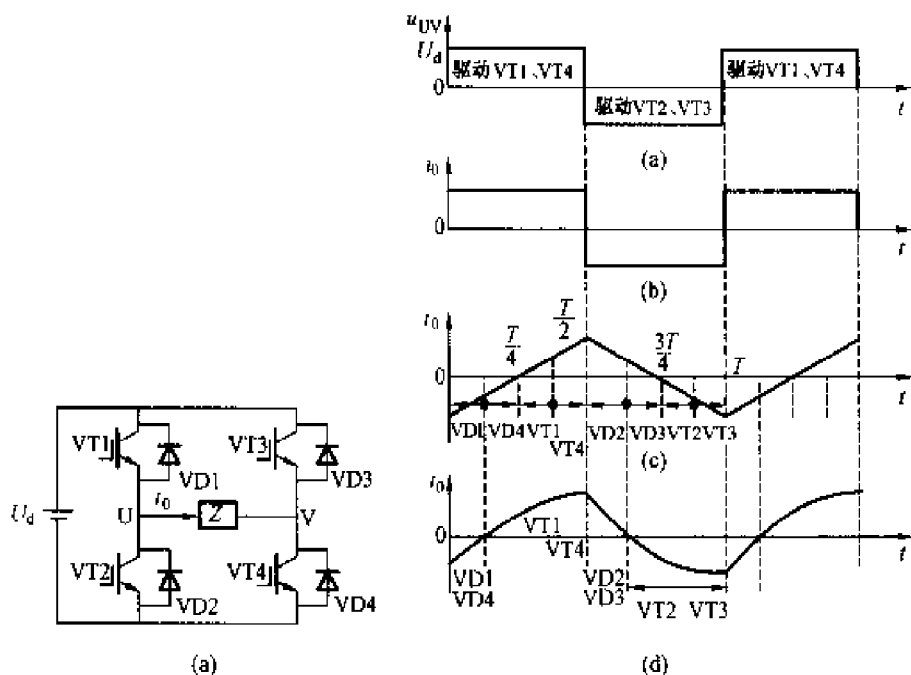 u_UV
U_d
驱动VT1、VT4
驱动VT1、VT4
0
驱动VT2、VT3
t
(a)
i_0
0
t
(b)
i_0
T/4
T/2
3T/4
T
0
t
VD1 VD4 VT1 VT4 VD2 VD3 VT2 VT3
(c)
i_0
0
VT1
VT4
t
VD1
VD4
VD2
VD3
VT2
VT3
(d)
VT1
VD1
VT3
VD3
U_d
U
i_0
Z
V
VT2
VD2
VT4
VD4
(a)